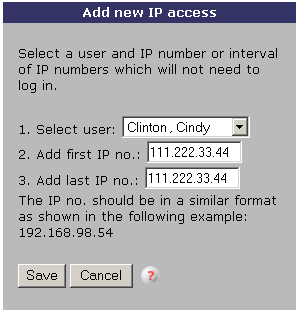 Add new IP access
Select a user and IP number or interval
of IP numbers which will not need to
log in.
1. Select user: Clinton, Cindy
2. Add first IP no.: 111.222.33.44
3. Add last IP no.: 111.222.33.44
The IP no. should be in a similar format
as shown in the following example:
192.168.98.54
Save Cancel ?